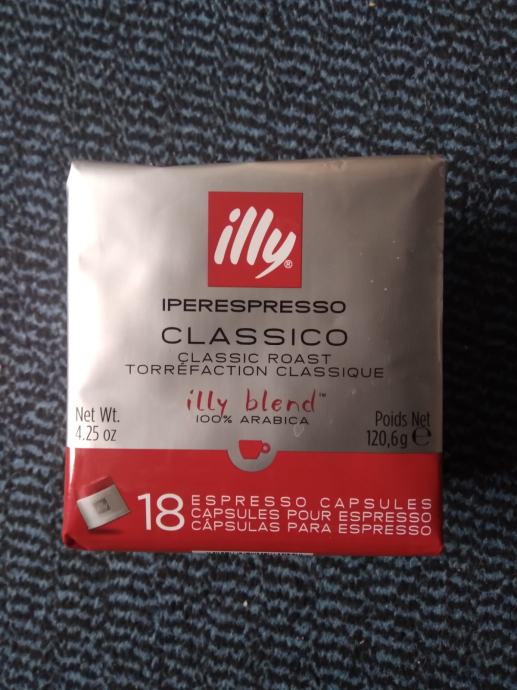 illy®
IPERESPRESSO
CLASSICO
CLASSIC ROAST
TORRÉFACTION CLASSIQUE
illy blend™
100% ARABICA
Net Wt.
4.25 oz
Poids Net
120,6g ℮
18 ESPRESSO CAPSULES
CAPSULES POUR ESPRESSO
CÁPSULAS PARA ESPRESSO